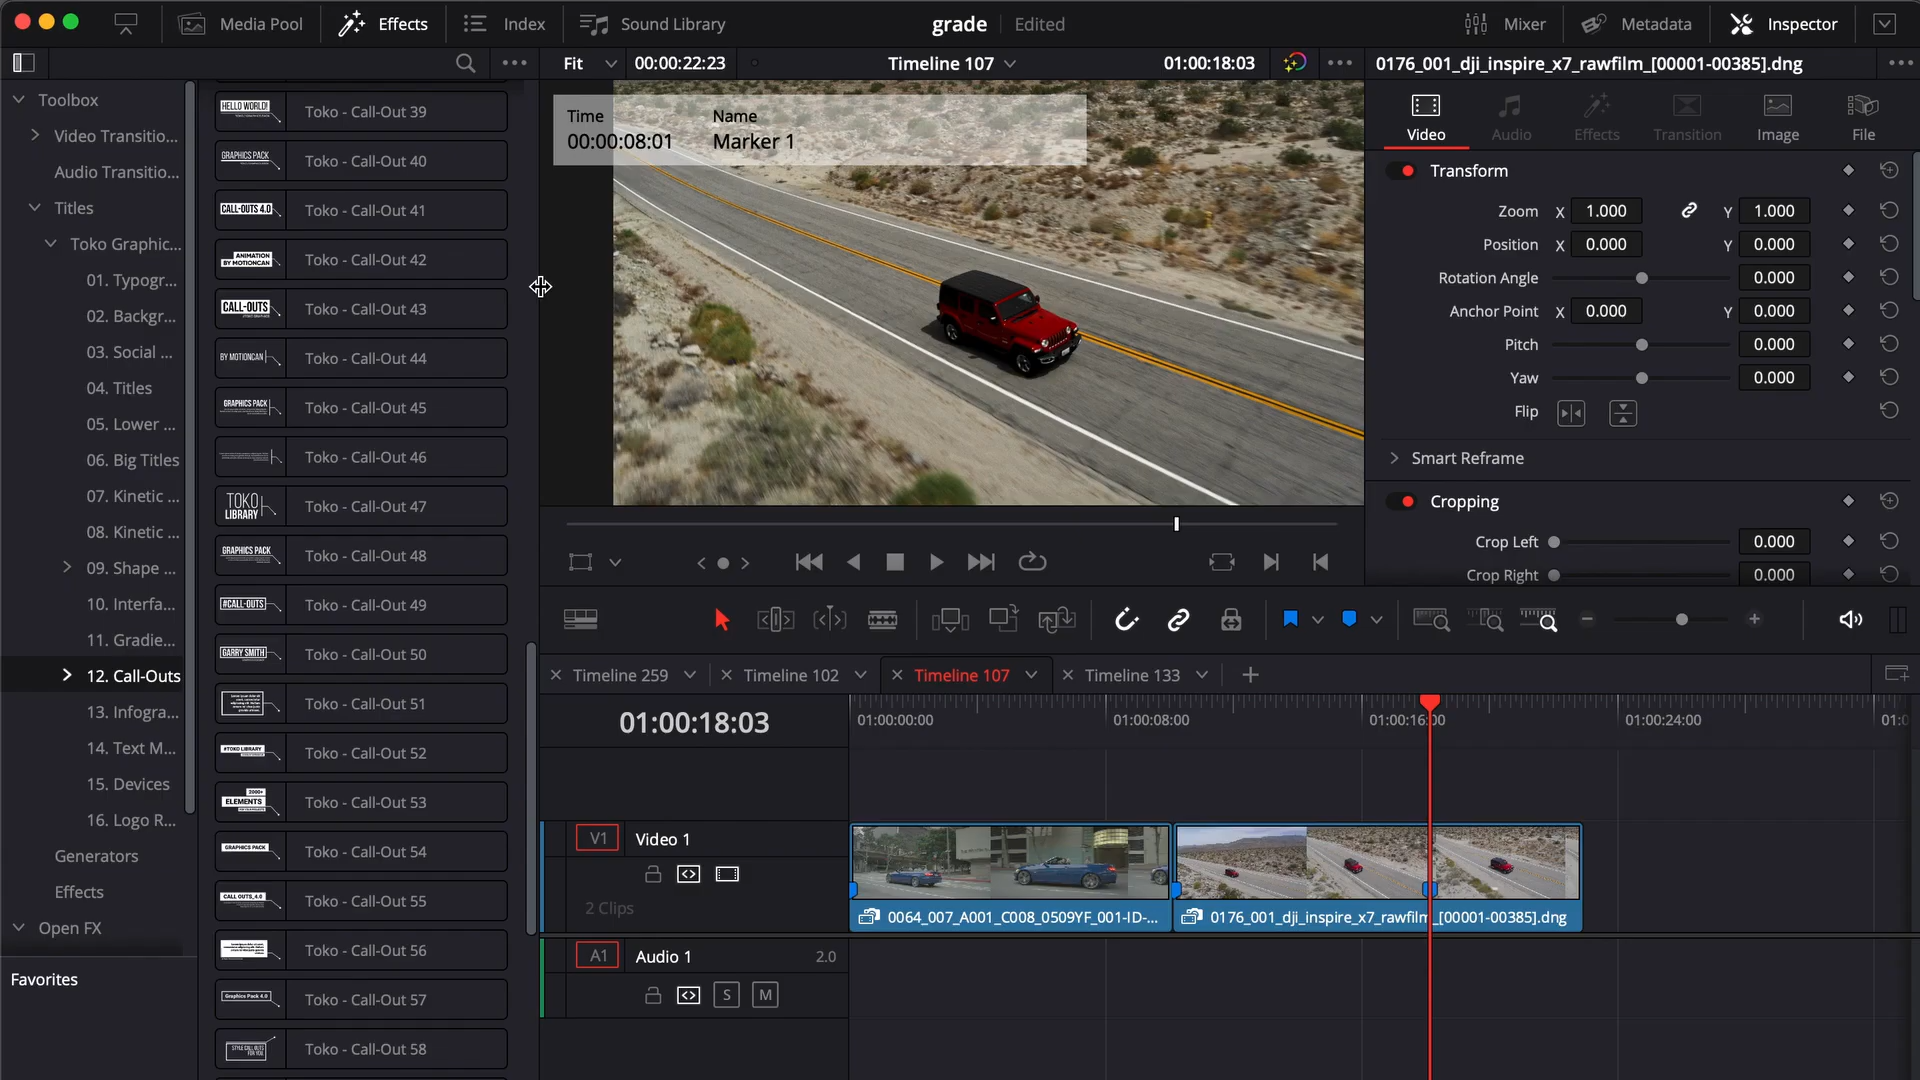 Media Pool
Effects
Index
Sound Library
grade
Edited
Mixer
Metadata
Inspector
Fit
00:00:22:23
Timeline 107
01:00:18:03
0176_001_dji_inspire_x7_rawfilm_[00001-00385].dng
Toolbox
Video Transitio...
Audio Transitio...
Titles
Toko Graphic...
01. Typogr...
02. Backgr...
03. Social ...
04. Titles
05. Lower ...
06. Big Titles
07. Kinetic ...
08. Kinetic ...
09. Shape ...
10. Interfa...
11. Gradie...
12. Call-Outs
13. Infogra...
14. Text M...
15. Devices
16. Logo R...
Generators
Effects
Open FX
Favorites
HELLO WORLD!
Toko - Call-Out 39
GRAPHICS PACK
Toko - Call-Out 40
CALL-OUTS 4.0
Toko - Call-Out 41
ANIMATION
BY MOTIONCAN
Toko - Call-Out 42
CALL-OUTS
Toko - Call-Out 43
BY MOTIONCAN
Toko - Call-Out 44
GRAPHICS PACK
Toko - Call-Out 45
Toko - Call-Out 46
TOKO
LIBRARY
Toko - Call-Out 47
GRAPHICS PACK
Toko - Call-Out 48
#CALL-OUTS
Toko - Call-Out 49
GARRY SMITH
Toko - Call-Out 50
Toko - Call-Out 51
#TOKO LIBRARY
Toko - Call-Out 52
2000+
ELEMENTS
Toko - Call-Out 53
GRAPHICS PACK
Toko - Call-Out 54
CALL OUTS_4.0
Toko - Call-Out 55
Toko - Call-Out 56
Graphics Pack 4.0
Toko - Call-Out 57
STYLE CALL OUTS
FOR YOU
Toko - Call-Out 58
Time
Name
00:00:08:01
Marker 1
Video
Audio
Effects
Transition
Image
File
Transform
Zoom X 1.000 Y 1.000
Position X 0.000 Y 0.000
Rotation Angle 0.000
Anchor Point X 0.000 Y 0.000
Pitch 0.000
Yaw 0.000
Flip
Smart Reframe
Cropping
Crop Left 0.000
Crop Right 0.000
Timeline 259
Timeline 102
Timeline 107
Timeline 133
01:00:18:03
01:00:00:00
01:00:08:00
01:00:16:00
01:00:24:00
01:0
V1
Video 1
2 Clips
0064_007_A001_C008_0509YF_001-ID-...
0176_001_dji_inspire_x7_rawfilm_[00001-00385].dng
A1
Audio 1
2.0
S
M